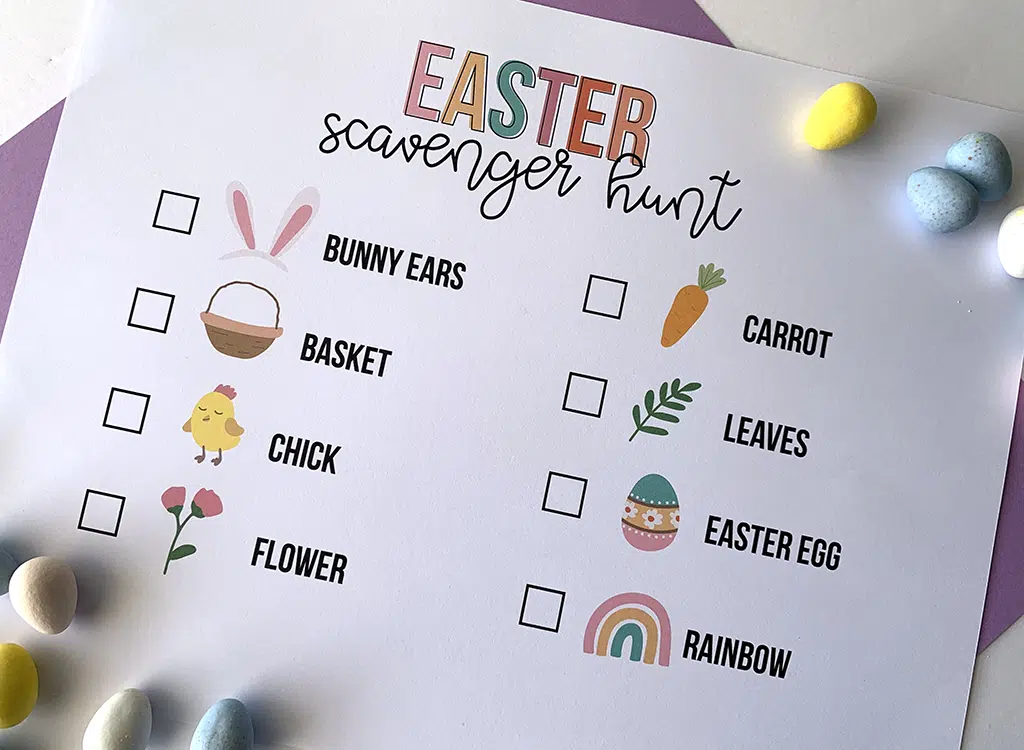 EASTER
scavenger hunt
BUNNY EARS
BASKET
CHICK
FLOWER
CARROT
LEAVES
EASTER EGG
RAINBOW